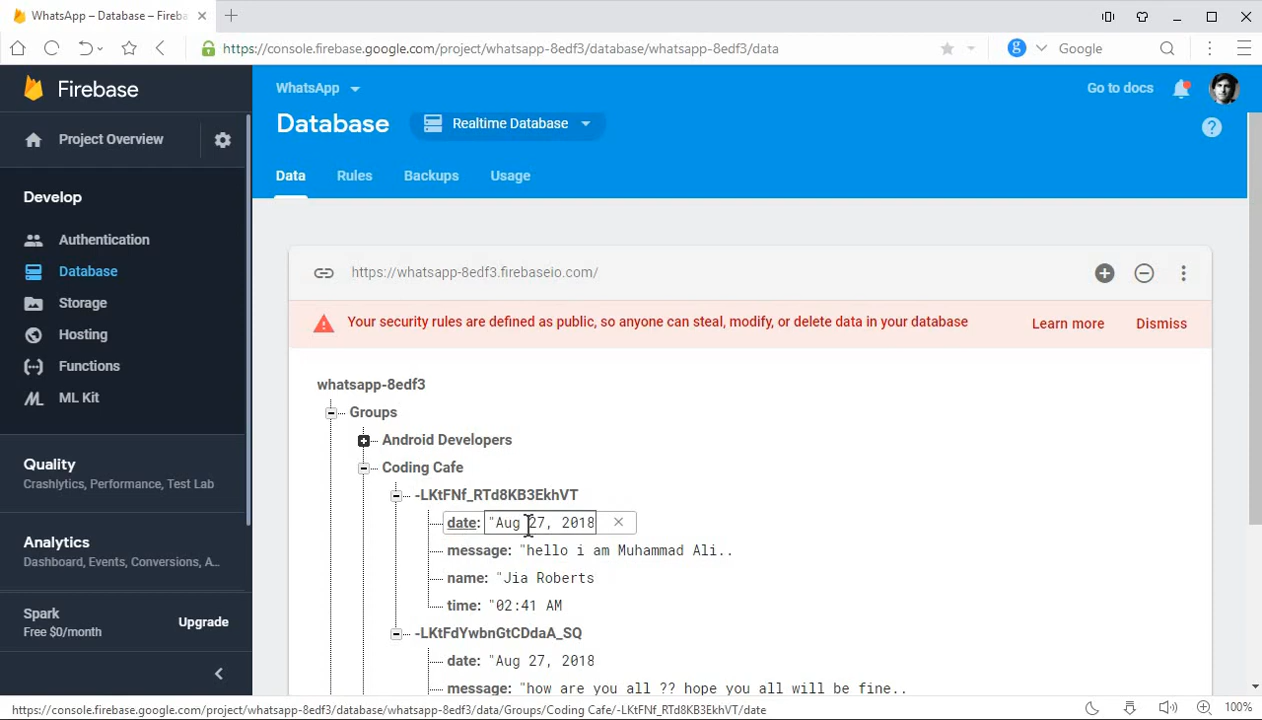 WhatsApp – Database – Fireba
https://console.firebase.google.com/project/whatsapp-8edf3/database/whatsapp-8edf3/data
g
Google
Firebase
WhatsApp
Go to docs
Database
Realtime Database
?
Project Overview
Data
Rules
Backups
Usage
Develop
Authentication
Database
Storage
Hosting
Functions
ML Kit
Quality
Crashlytics, Performance, Test Lab
Analytics
Dashboard, Events, Conversions, A...
Spark
Free $0/month
Upgrade
https://whatsapp-8edf3.firebaseio.com/
Your security rules are defined as public, so anyone can steal, modify, or delete data in your database
Learn more
Dismiss
whatsapp-8edf3
Groups
Android Developers
Coding Cafe
-LKtFNf_RTd8KB3EkhVT
date: "Aug 27, 2018
message: "hello i am Muhammad Ali..
name: "Jia Roberts
time: "02:41 AM
-LKtFdYwbnGtCDdaA_SQ
date: "Aug 27, 2018
message: "how are you all ?? hope you all will be fine..
https://console.firebase.google.com/project/whatsapp-8edf3/database/whatsapp-8edf3/data/Groups/Coding Cafe/-LKtFNf_RTd8KB3EkhVT/date
100%